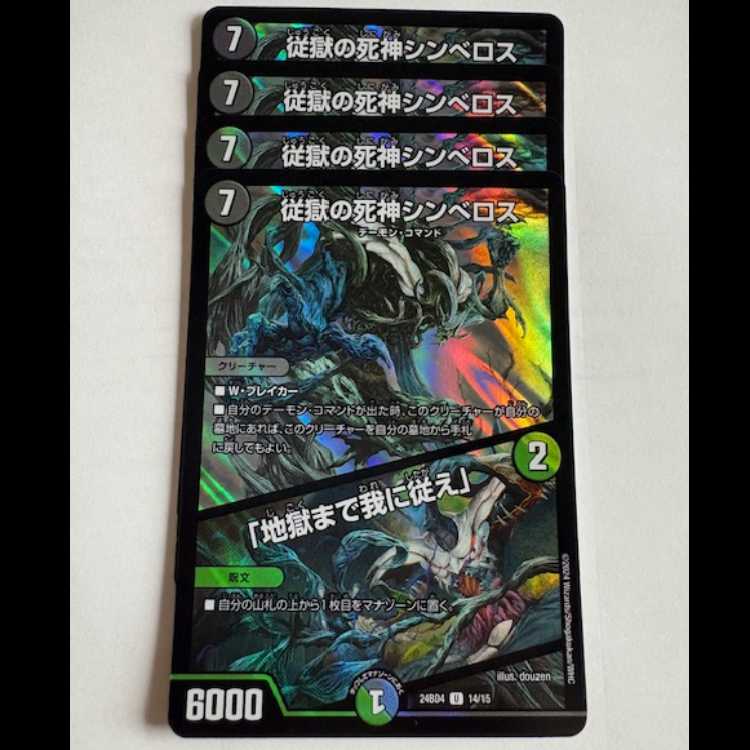 7 従獄の死神シンベロス
7 従獄の死神シンベロス
7 従獄の死神シンベロス
7 従獄の死神シンベロス
デーモン・コマンド
クリーチャー
■W・ブレイカー
■自分のデーモン・コマンドが出た時、このクリーチャーが自分の
墓地にあれば、このクリーチャーを自分の墓地から手札
に戻してもよい。
2
「地獄まで我に従え」
呪文
■自分の山札の上から1枚目をマナゾーンに置く。
©2024 Wizards/Shogakukan/WHC
illus. douzen
6000
1
24BD4 U 14/15